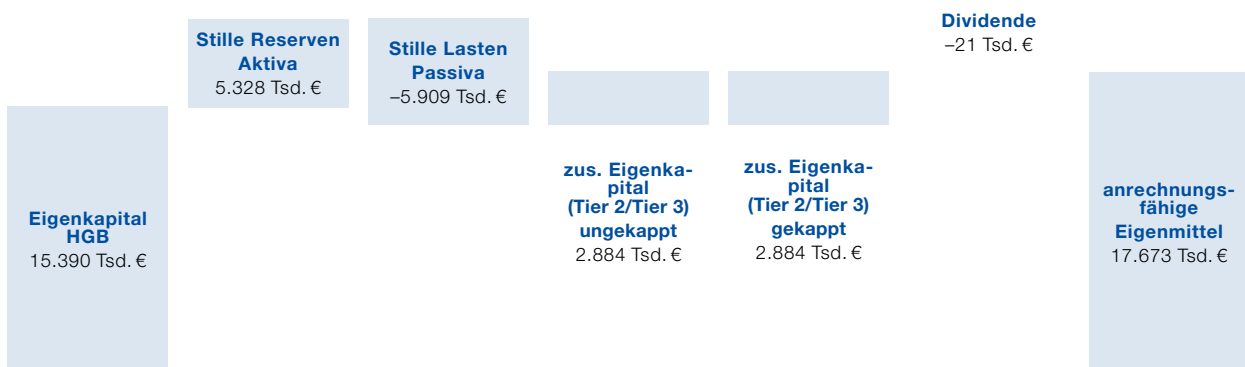 Eigenkapital
HGB
15.390 Tsd. €
Stille Reserven
Aktiva
5.328 Tsd. €
Stille Lasten
Passiva
–5.909 Tsd. €
zus. Eigenka-
pital
(Tier 2/Tier 3)
ungekappt
2.884 Tsd. €
zus. Eigenka-
pital
(Tier 2/Tier 3)
gekappt
2.884 Tsd. €
Dividende
–21 Tsd. €
anrechnungs-
fähige
Eigenmittel
17.673 Tsd. €